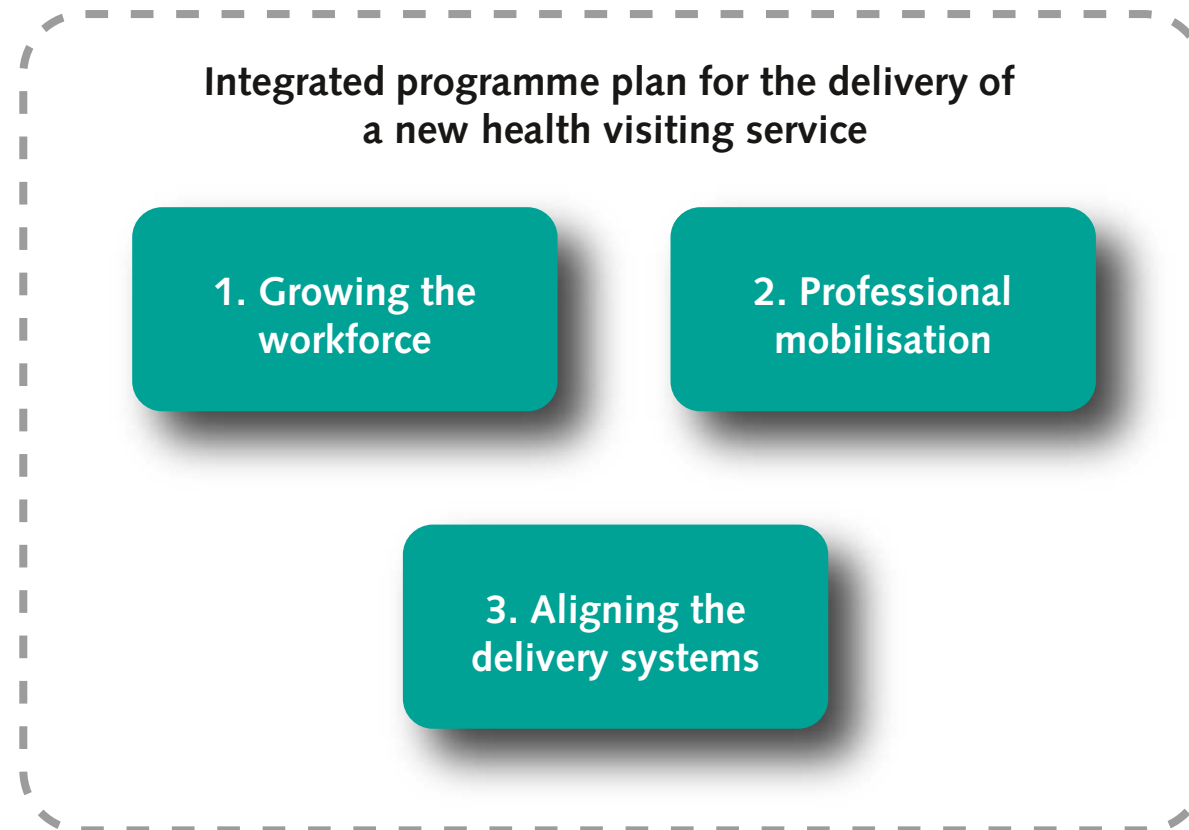 Integrated programme plan for the delivery of
a new health visiting service
1. Growing the
workforce
2. Professional
mobilisation
3. Aligning the
delivery systems